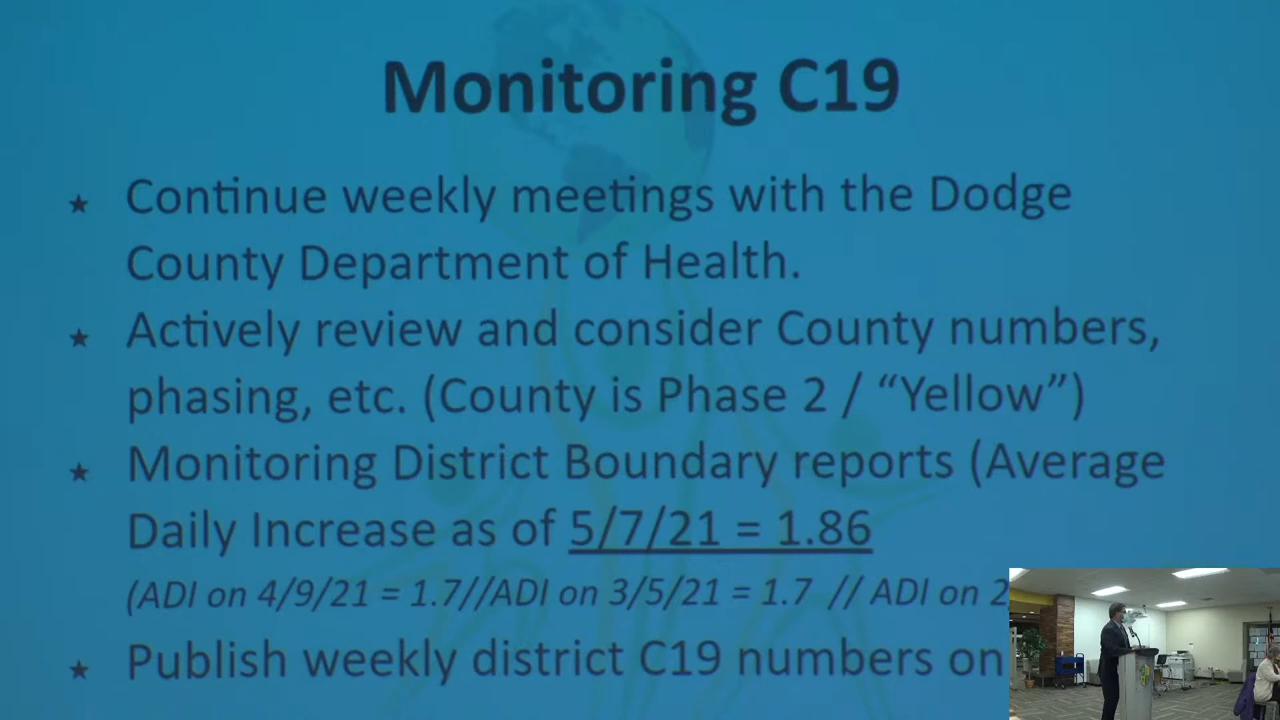 Monitoring C19
★ Continue weekly meetings with the Dodge
County Department of Health.
★ Actively review and consider County numbers,
phasing, etc. (County is Phase 2 / “Yellow”)
★ Monitoring District Boundary reports (Average
Daily Increase as of 5/7/21 = 1.86
(ADI on 4/9/21 = 1.7//ADI on 3/5/21 = 1.7 // ADI on 2
★ Publish weekly district C19 numbers on